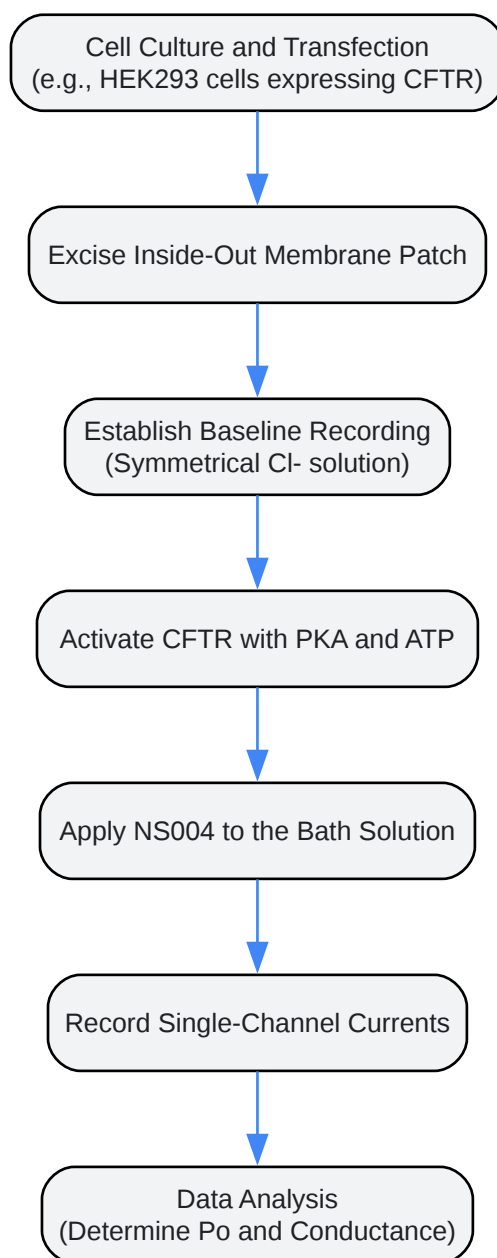 Cell Culture and Transfection
(e.g., HEK293 cells expressing CFTR)
Excise Inside-Out Membrane Patch
Establish Baseline Recording
(Symmetrical Cl- solution)
Activate CFTR with PKA and ATP
Apply NS004 to the Bath Solution
Record Single-Channel Currents
Data Analysis
(Determine Po and Conductance)